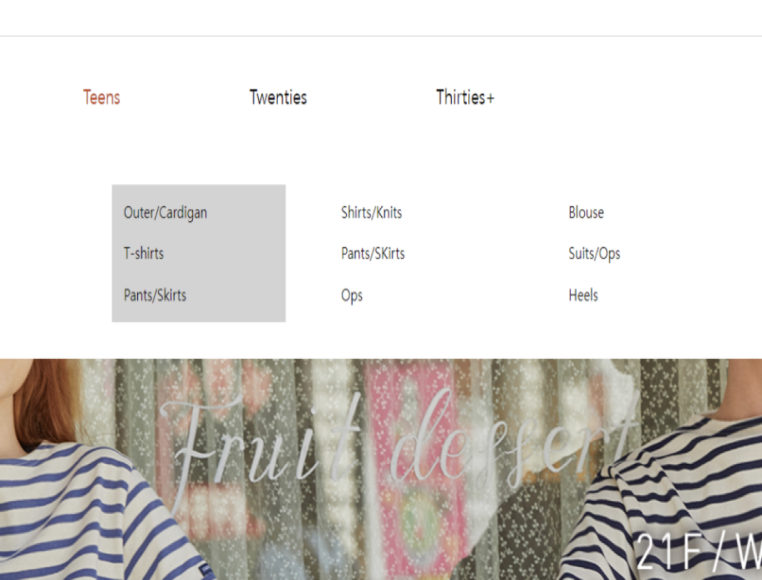 Teens Twenties Thirties+
Outer/Cardigan Shirts/Knits Blouse
T-shirts Pants/SKirts Suits/Ops
Pants/Skirts Ops Heels
Fruit dessert
21F/W